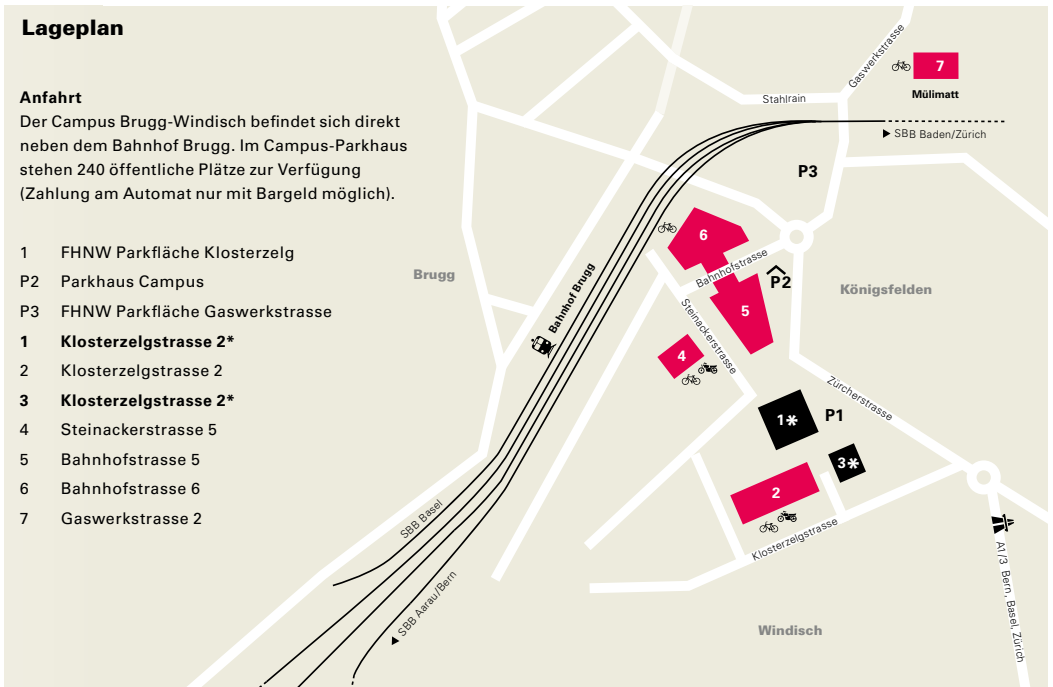 Lageplan
Anfahrt
Der Campus Brugg-Windisch befindet sich direkt
neben dem Bahnhof Brugg. Im Campus-Parkhaus
stehen 240 öffentliche Plätze zur Verfügung
(Zahlung am Automat nur mit Bargeld möglich).
1 FHNW Parkfläche Klosterzelg
P2 Parkhaus Campus
P3 FHNW Parkfläche Gaswerkstrasse
1 Klosterzelgstrasse 2*
2 Klosterzelgstrasse 2
3 Klosterzelgstrasse 2*
4 Steinackerstrasse 5
5 Bahnhofstrasse 5
6 Bahnhofstrasse 6
7 Gaswerkstrasse 2
Gaswerkstrasse
7
Mülimatt
Stahlrain
SBB Baden/Zürich
P3
6
Bahnhofstrasse
P2
Brugg
Bahnhof Brugg
Königsfelden
Steinackerstrasse
5
4
Zürcherstrasse
1*
P1
3*
2
Klosterzelgstrasse
SBB Basel
SBB Aarau/Bern
A1/3 Bern, Basel, Zürich
Windisch